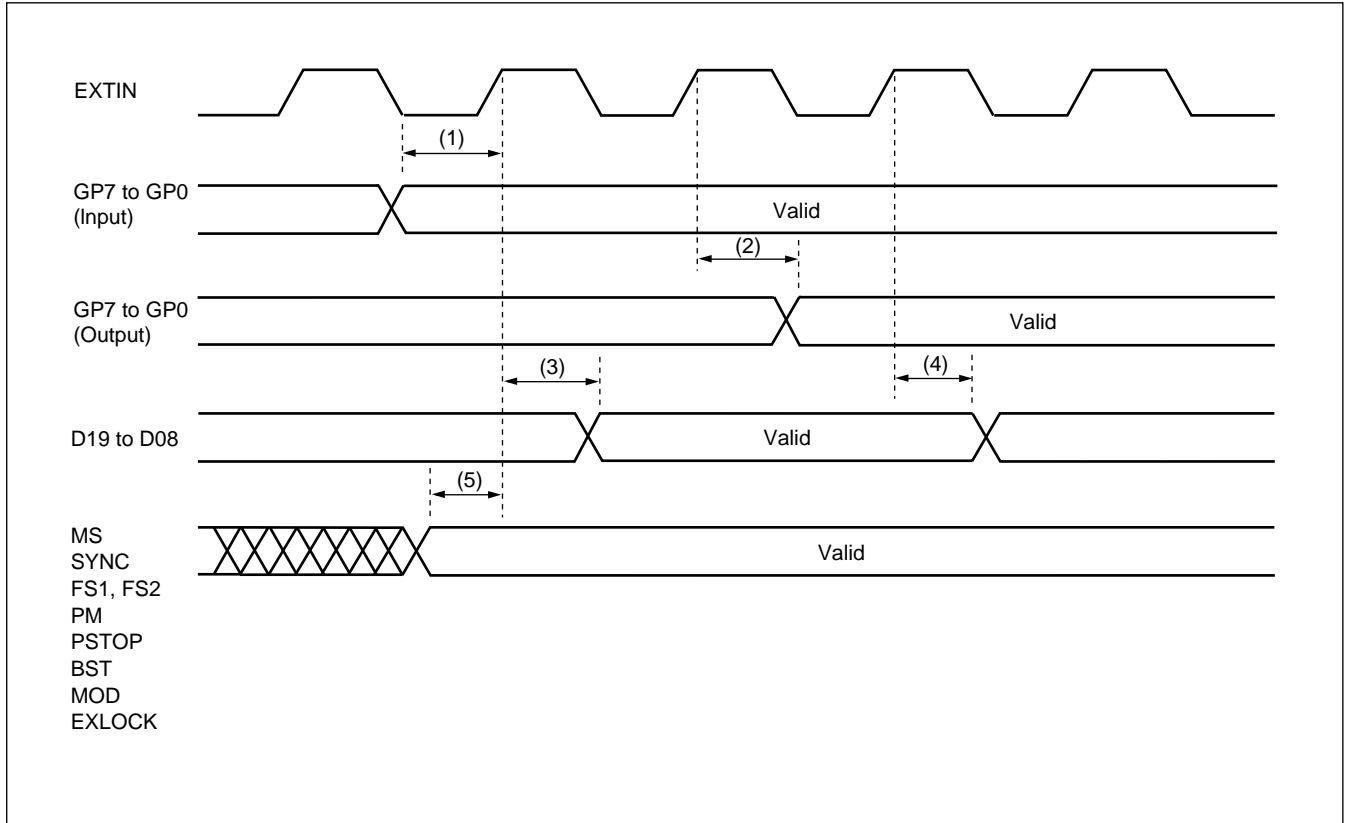 EXTIN
(1)
GP7 to GP0
(Input)
Valid
(2)
GP7 to GP0
(Output)
Valid
(3)
(4)
D19 to D08
Valid
(5)
MS
SYNC
FS1, FS2
PM
PSTOP
BST
MOD
EXLOCK
Valid